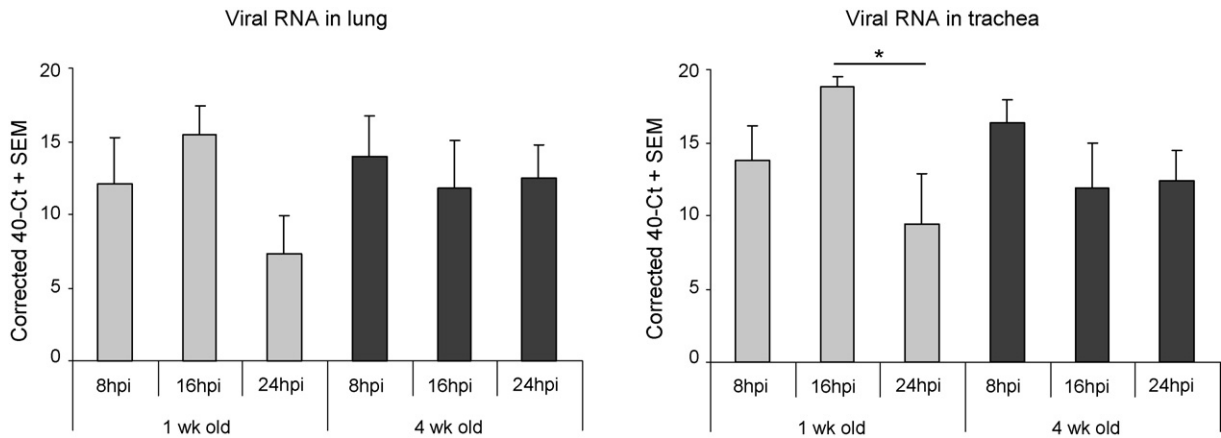 Viral RNA in lung
Corrected 40-Ct + SEM
20
15
10
5
0
8hpi 16hpi 24hpi 8hpi 16hpi 24hpi
1 wk old 4 wk old
Viral RNA in trachea
Corrected 40-Ct + SEM
20
15
10
5
0
*
8hpi 16hpi 24hpi 8hpi 16hpi 24hpi
1 wk old 4 wk old